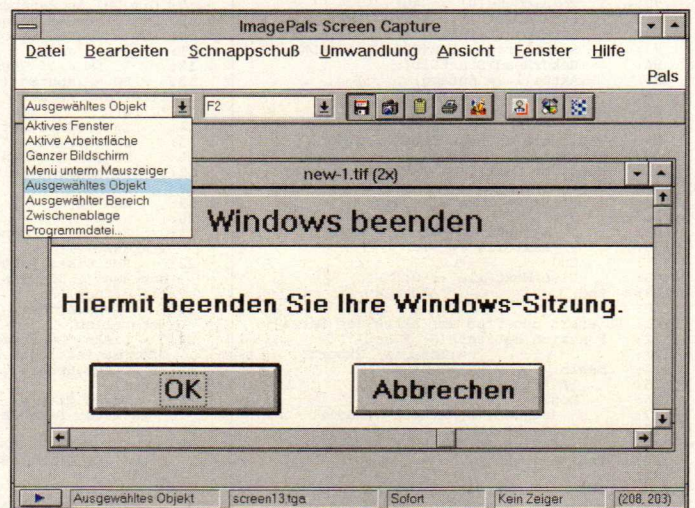 ImagePals Screen Capture
Datei Bearbeiten Schnappschuß Umwandlung Ansicht Fenster Hilfe
Pals
Ausgewähltes Objekt F2
Aktives Fenster
Aktive Arbeitsfläche
Ganzer Bildschirm
Menü unterm Mauszeiger
Ausgewähltes Objekt
Ausgewählter Bereich
Zwischenablage
Programmdatei...
new-1.tif (2x)
Windows beenden
Hiermit beenden Sie Ihre Windows-Sitzung.
OK Abbrechen
Ausgewähltes Objekt screen13.tga Sofort Kein Zeiger (208, 203)